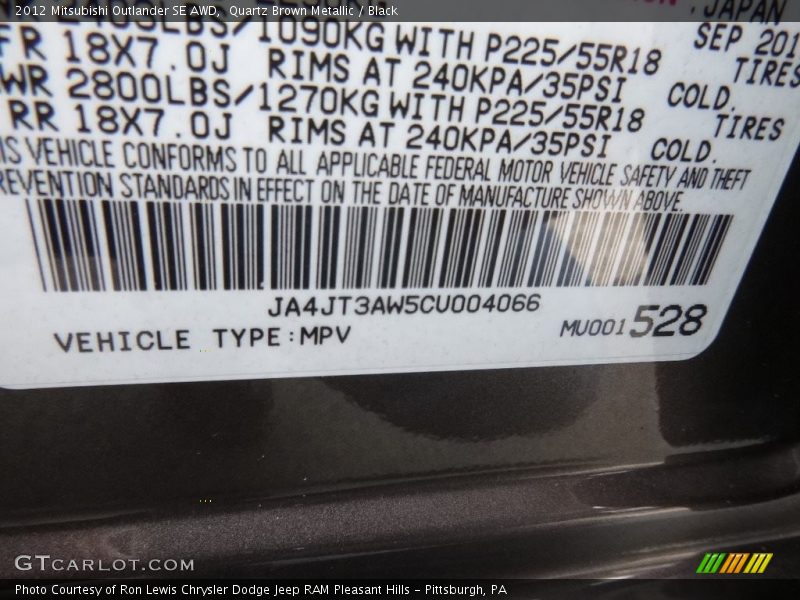 2012 Mitsubishi Outlander SE AWD, Quartz Brown Metallic / Black
JAPAN
LBS/1090KG WITH P225/55R18 TIRES
FR 18X7.0J RIMS AT 240KPA/35PSI COLD.
WR 2800LBS/1270KG WITH P225/55R18 TIRES
RR 18X7.0J RIMS AT 240KPA/35PSI COLD.
VEHICLE CONFORMS TO ALL APPLICABLE FEDERAL MOTOR VEHICLE SAFETY AND THEFT
REVENTION STANDARDS IN EFFECT ON THE DATE OF MANUFACTURE SHOWN ABOVE.
JA4JT3AW5CU004066
VEHICLE TYPE:MPV
MU001528
GTCARLOT.COM
Photo Courtesy of Ron Lewis Chrysler Dodge Jeep RAM Pleasant Hills - Pittsburgh, PA